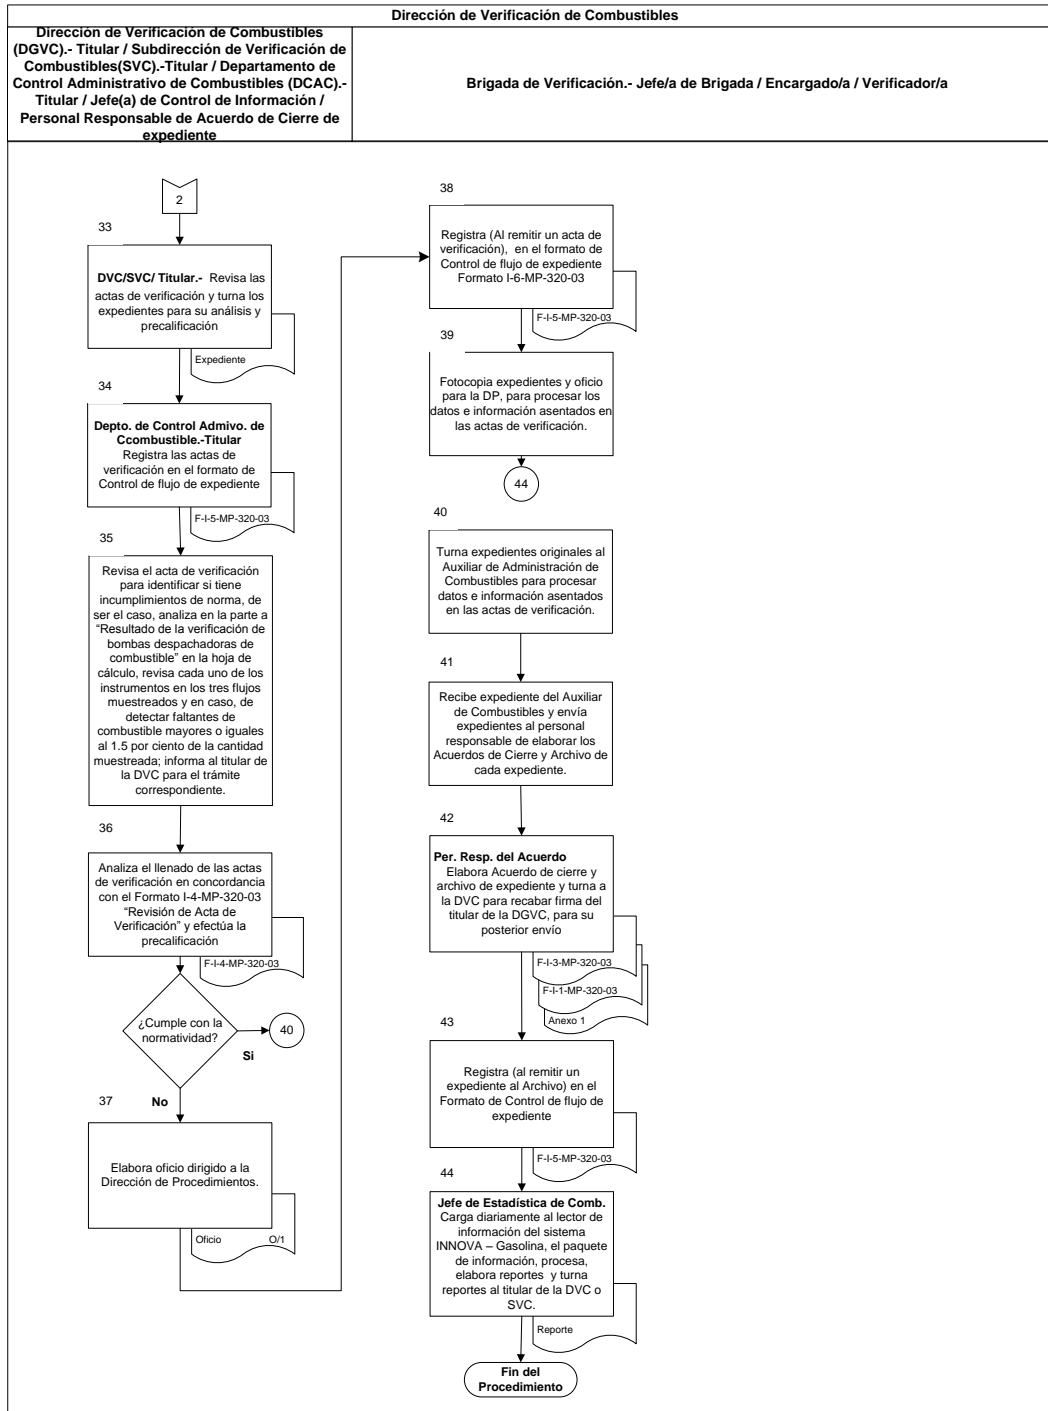 Dirección de Verificación de Combustibles
Dirección de Verificación de Combustibles
(DGVC).- Titular / Subdirección de Verificación de
Combustibles(SVC).-Titular / Departamento de
Control Administrativo de Combustibles (DCAC).-
Titular / Jefe(a) de Control de Información /
Personal Responsable de Acuerdo de Cierre de
expediente
Brigada de Verificación.- Jefe/a de Brigada / Encargado/a / Verificador/a
2
33
DVC/SVC/ Titular.- Revisa las
actas de verificación y turna los
expedientes para su análisis y
precalificación
Expediente
34
Depto. de Control Admivo. de
Ccombustible.-Titular
Registra las actas de
verificación en el formato de
Control de flujo de expediente
F-I-5-MP-320-03
35
Revisa el acta de verificación
para identificar si tiene
incumplimientos de norma, de
ser el caso, analiza en la parte a
“Resultado de la verificación de
bombas despachadoras de
combustible” en la hoja de
cálculo, revisa cada uno de los
instrumentos en los tres flujos
muestreados y en caso, de
detectar faltantes de
combustible mayores o iguales
al 1.5 por ciento de la cantidad
muestreada; informa al titular de
la DVC para el trámite
correspondiente.
36
Analiza el llenado de las actas
de verificación en concordancia
con el Formato I-4-MP-320-03
“Revisión de Acta de
Verificación” y efectúa la
precalificación
F-I-4-MP-320-03
¿Cumple con la
normatividad?
40
Si
No
37
Elabora oficio dirigido a la
Dirección de Procedimientos.
Oficio O/1
38
Registra (Al remitir un acta de
verificación), en el formato de
Control de flujo de expediente
Formato I-6-MP-320-03
F-I-5-MP-320-03
39
Fotocopia expedientes y oficio
para la DP, para procesar los
datos e información asentados en
las actas de verificación.
44
40
Turna expedientes originales al
Auxiliar de Administración de
Combustibles para procesar
datos e información asentados
en las actas de verificación.
41
Recibe expediente del Auxiliar
de Combustibles y envía
expedientes al personal
responsable de elaborar los
Acuerdos de Cierre y Archivo de
cada expediente.
42
Per. Resp. del Acuerdo
Elabora Acuerdo de cierre y
archivo de expediente y turna a
la DVC para recabar firma del
titular de la DGVC, para su
posterior envío
F-I-3-MP-320-03
F-I-1-MP-320-03
Anexo 1
43
Registra (al remitir un
expediente al Archivo) en el
Formato de Control de flujo de
expediente
F-I-5-MP-320-03
44
Jefe de Estadística de Comb.
Carga diariamente al lector de
información del sistema
INNOVA – Gasolina, el paquete
de información, procesa,
elabora reportes y turna
reportes al titular de la DVC o
SVC.
Reporte
Fin del
Procedimiento